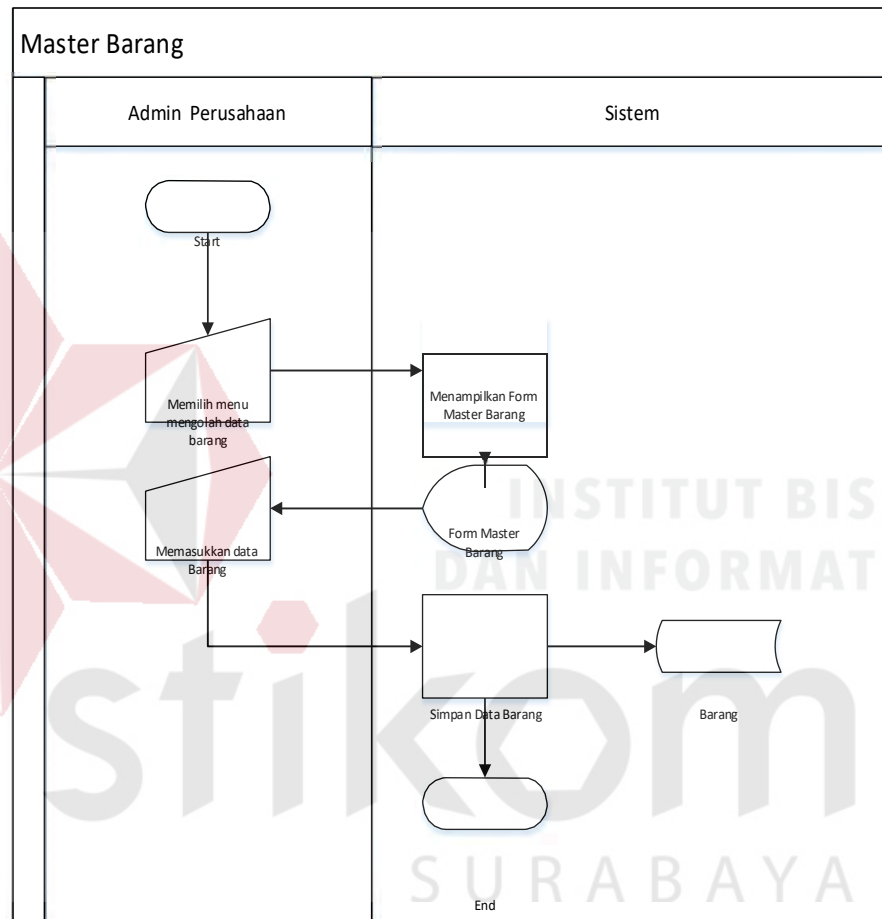 Master Barang
Admin Perusahaan
Sistem
Start
Memilih menu
mengolah data
barang
Menampilkan Form
Master Barang
Form Master
Barang
Memasukkan data
Barang
Simpan Data Barang
Barang
End
INSTITUT BIS
DAN INFORMAT
stikom
SURABAYA